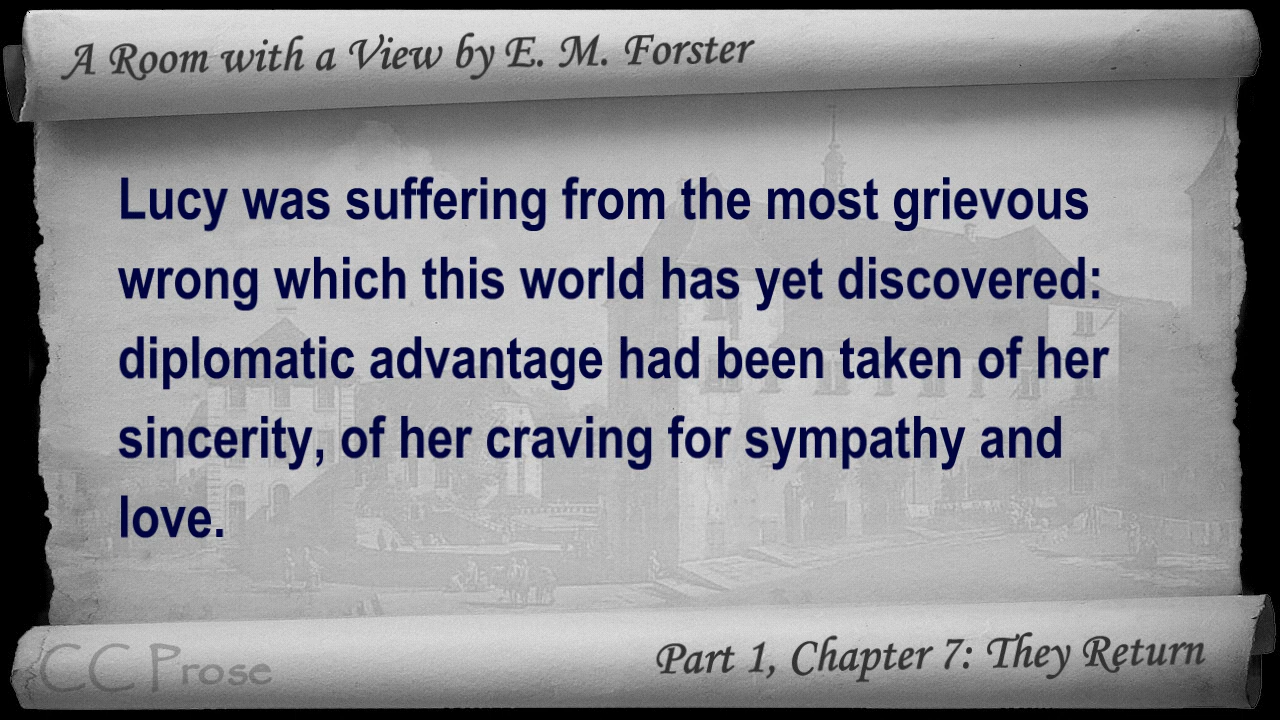 A Room with a View by E. M. Forster
Lucy was suffering from the most grievous
wrong which this world has yet discovered:
diplomatic advantage had been taken of her
sincerity, of her craving for sympathy and
love.
CC Prose
Part 1, Chapter 7: They Return